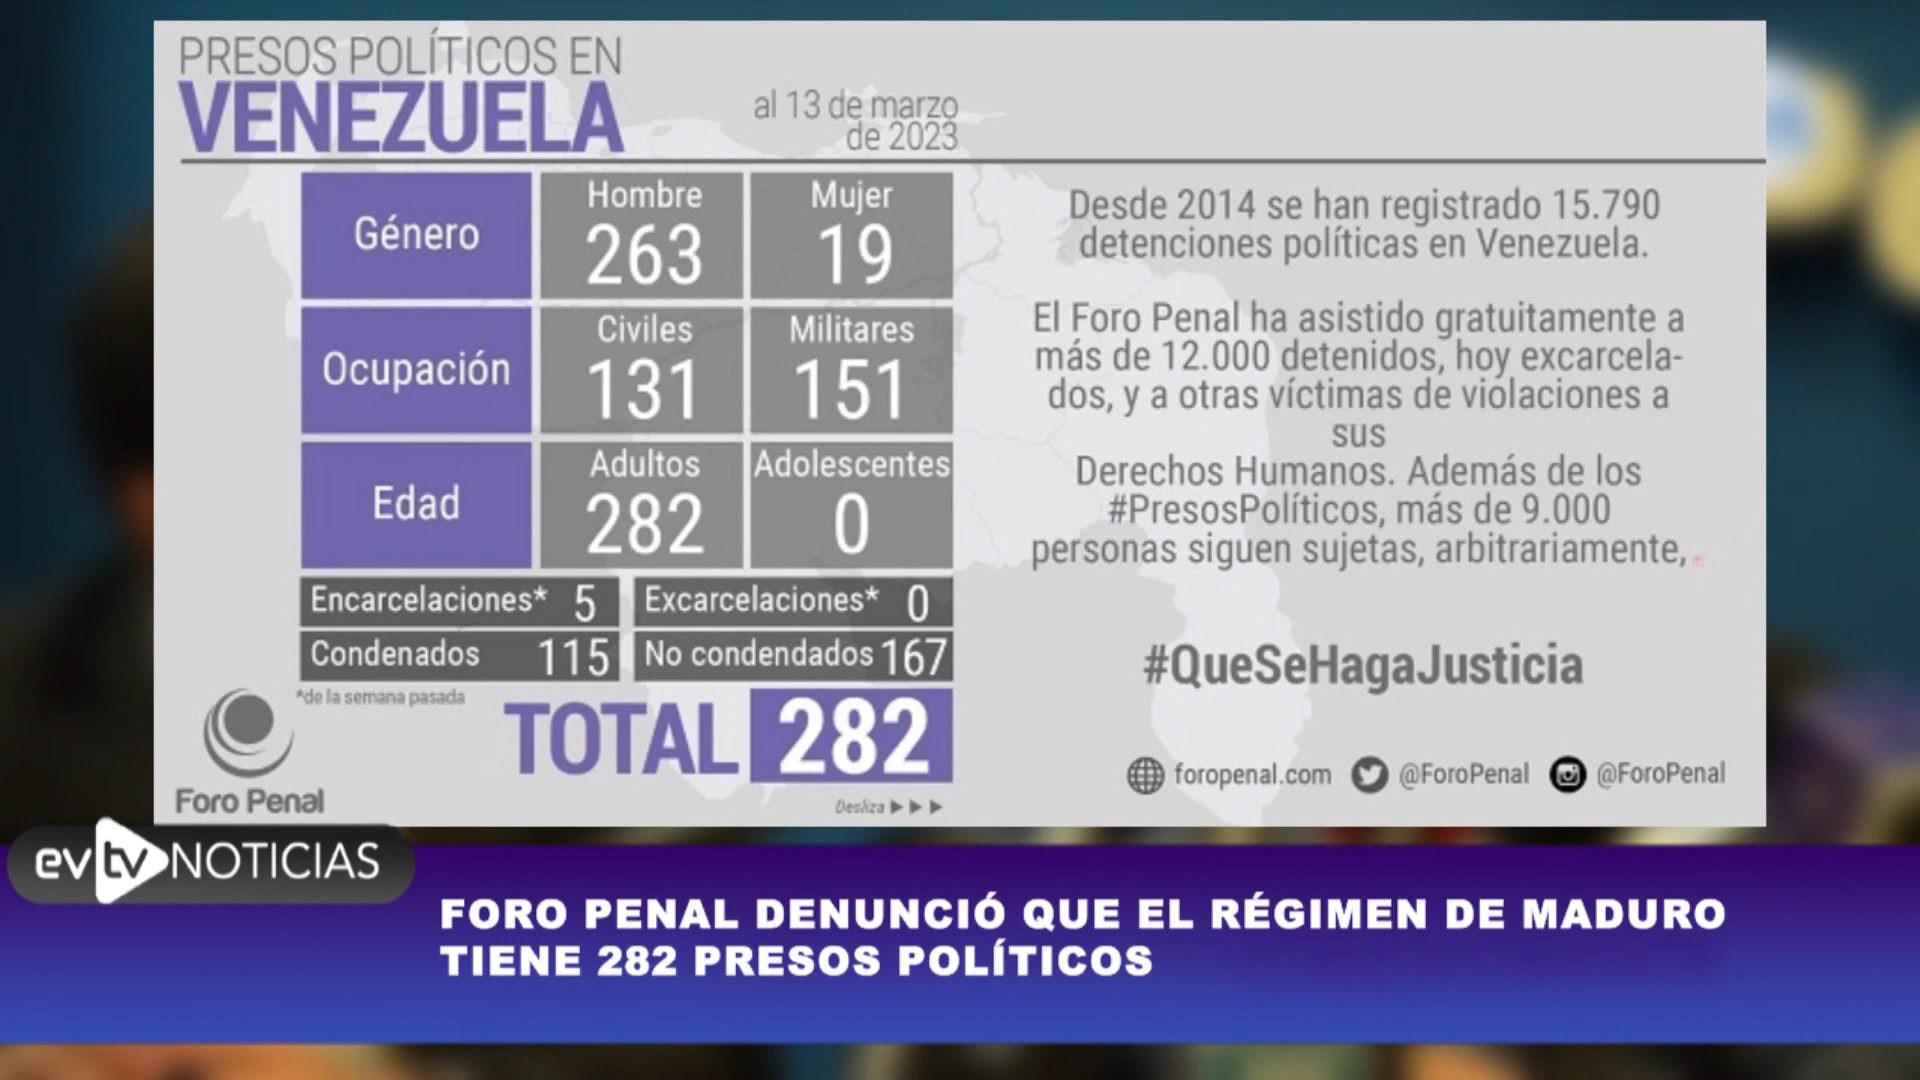 PRESOS POLÍTICOS EN
VENEZUELA
al 13 de marzo
de 2023
Género
Hombre
263
Mujer
19
Ocupación
Civiles
131
Militares
151
Edad
Adultos
282
Adolescentes
0
Encarcelaciones* 5
Excarcelaciones* 0
Condenados 115
No condendados 167
*de la semana pasada
TOTAL 282
Desliza
Foro Penal
Desde 2014 se han registrado 15.790
detenciones políticas en Venezuela.
El Foro Penal ha asistido gratuitamente a
más de 12.000 detenidos, hoy excarcela-
dos, y a otras víctimas de violaciones a
sus
Derechos Humanos. Además de los
#PresosPolíticos, más de 9.000
personas siguen sujetas, arbitrariamente,
#QueSeHagaJusticia
foropenal.com @ForoPenal @ForoPenal
evtv NOTICIAS
FORO PENAL DENUNCIÓ QUE EL RÉGIMEN DE MADURO
TIENE 282 PRESOS POLÍTICOS